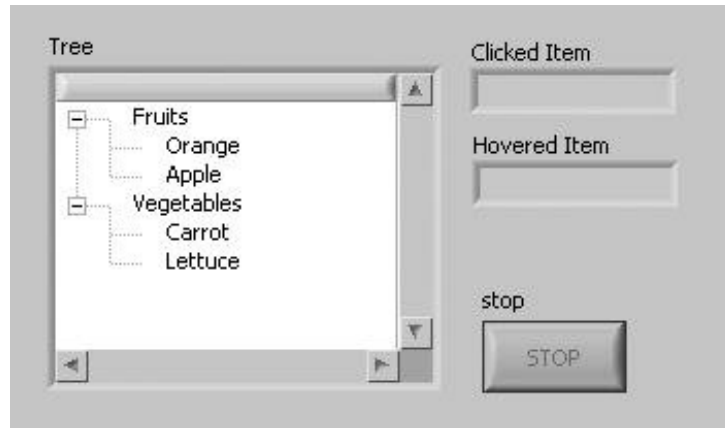 Tree
Fruits
Orange
Apple
Vegetables
Carrot
Lettuce
Clicked Item
Hovered Item
stop
STOP